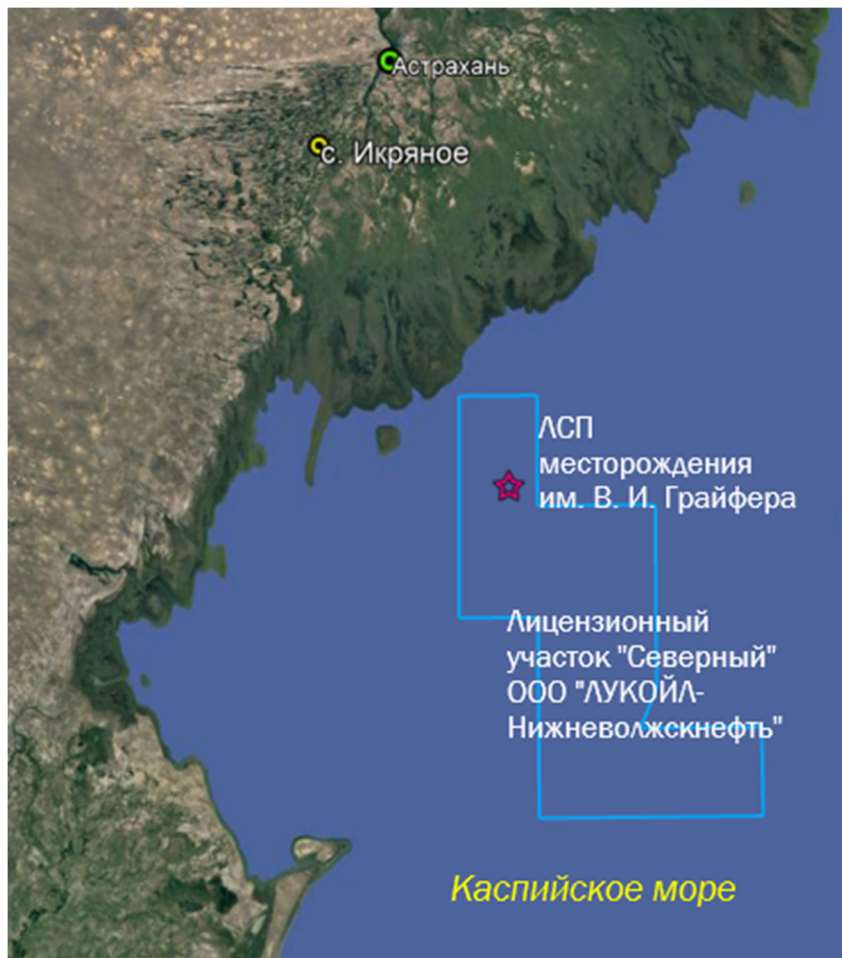 Астрахань
с. Икряное
ЛСП
месторождения
им. В. И. Грайфера
Лицензионный
участок "Северный"
ООО "ЛУКОЙЛ-
Нижневолжскнефть"
Каспийское море